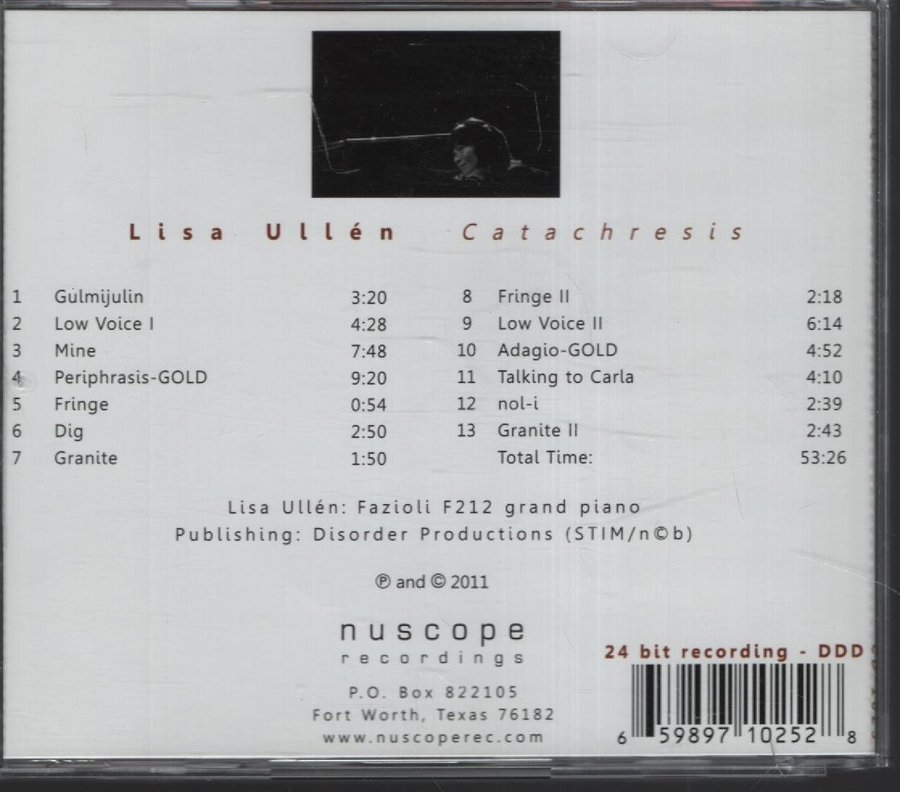 Lisa Ullén Catachresis
1 Gulmijulin 3:20
2 Low Voice I 4:28
3 Mine 7:48
4 Periphrasis-GOLD 9:20
5 Fringe 0:54
6 Dig 2:50
7 Granite 1:50
8 Fringe II 2:18
9 Low Voice II 6:14
10 Adagio-GOLD 4:52
11 Talking to Carla 4:10
12 nol-i 2:39
13 Granite II 2:43
Total Time: 53:26
Lisa Ullén: Fazioli F212 grand piano
Publishing: Disorder Productions (STIM/n©b)
℗ and © 2011
nuscope
recordings
P.O. Box 822105
Fort Worth, Texas 76182
www.nuscoperec.com
24 bit recording - DDD
6 59897 10252 8